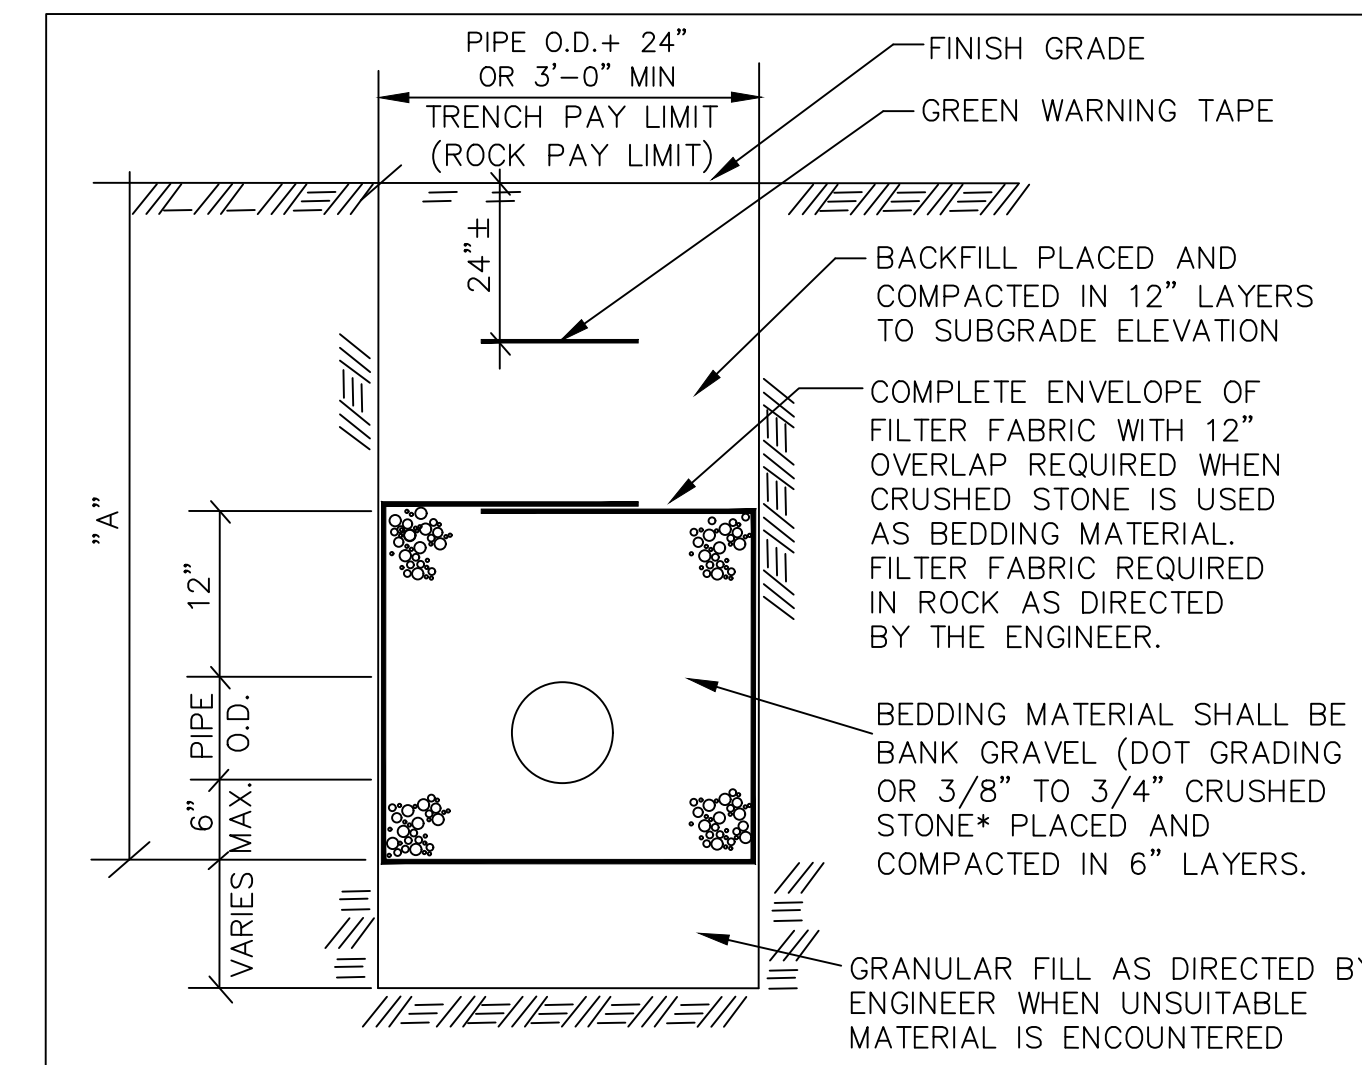 PIPE O.D.+ 24"
OR 3'-0" MIN
TRENCH PAY LIMIT
(ROCK PAY LIMIT)
FINISH GRADE
GREEN WARNING TAPE
24"±
BACKFILL PLACED AND
COMPACTED IN 12" LAYERS
TO SUBGRADE ELEVATION
COMPLETE ENVELOPE OF
FILTER FABRIC WITH 12"
OVERLAP REQUIRED WHEN
CRUSHED STONE IS USED
AS BEDDING MATERIAL.
FILTER FABRIC REQUIRED
IN ROCK AS DIRECTED
BY THE ENGINEER.
"A"
12"
PIPE
O.D.
6"
MAX.
VARIES
BEDDING MATERIAL SHALL BE
BANK GRAVEL (DOT GRADING
OR 3/8" TO 3/4" CRUSHED
STONE* PLACED AND
COMPACTED IN 6" LAYERS.
GRANULAR FILL AS DIRECTED BY
ENGINEER WHEN UNSUITABLE
MATERIAL IS ENCOUNTERED